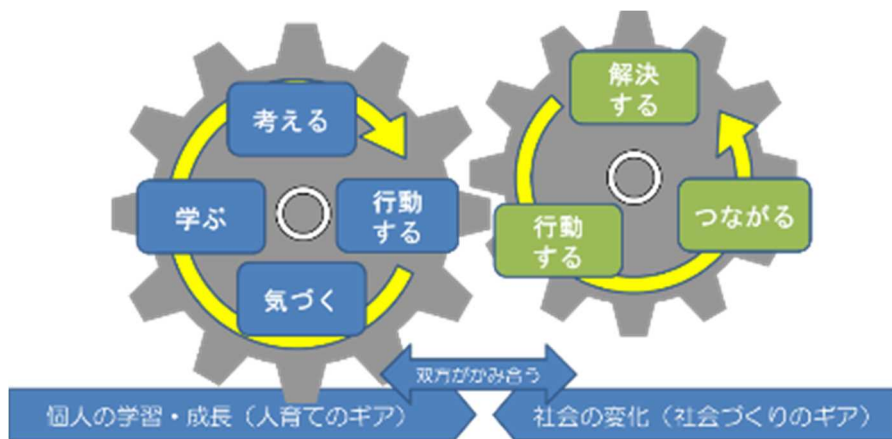 考える
学ぶ
行動
する
気づく
解決
する
行動
する
つながる
双方がかみ合う
個人の学習・成長（人育てのギア）
社会の変化（社会づくりのギア）